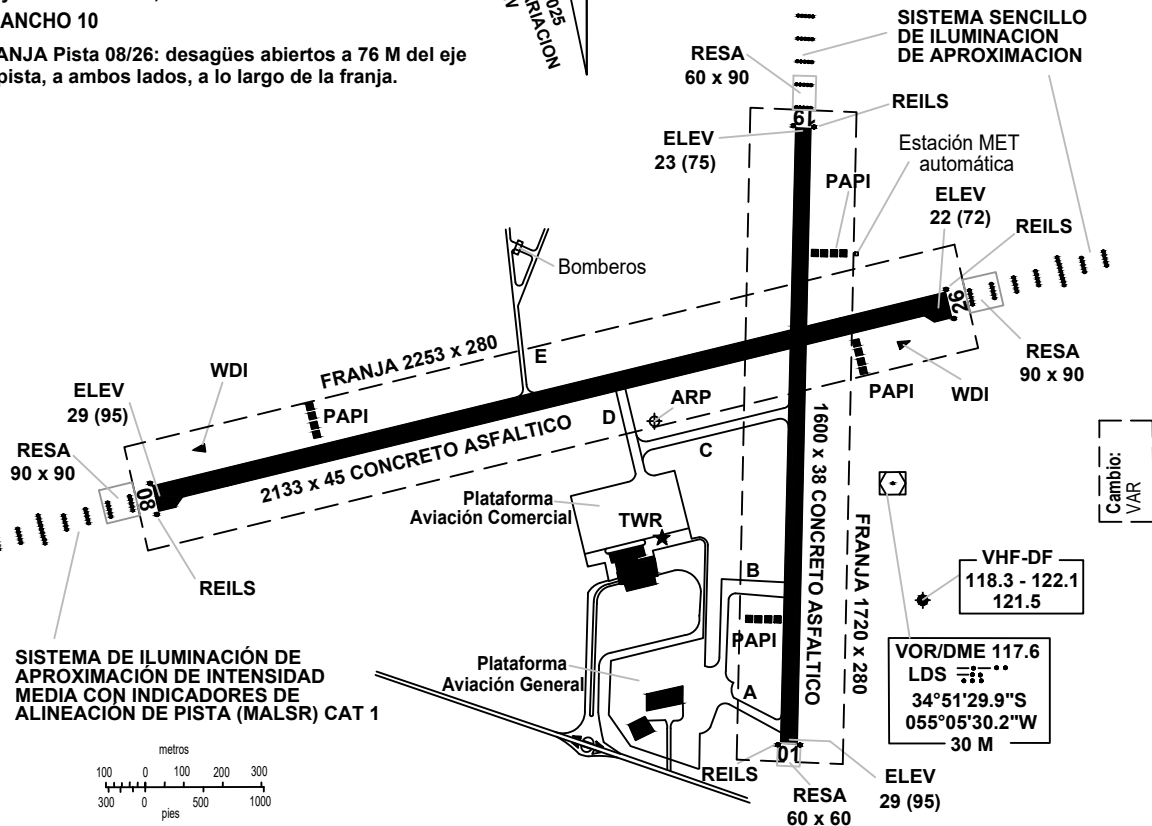 ANCHO 10
ANJA Pista 08/26: desagües abiertos a 76 M del eje
pista, a ambos lados, a lo largo de la franja.
025
VARIACION
SISTEMA SENCILLO
DE ILUMINACION
DE APROXIMACION
RESA
60 x 90
REILS
19
ELEV
23 (75)
Estación MET
automática
PAPI
ELEV
22 (72)
REILS
Bomberos
26
RESA
90 x 90
FRANJA 2253 x 280
E
WDI
PAPI
WDI
ELEV
29 (95)
PAPI
ARP
D
C
RESA
90 x 90
08
2133 x 45 CONCRETO ASFALTICO
1600 x 38 CONCRETO ASFALTICO
FRANJA 1720 x 280
Cambio:
VAR
Plataforma
Aviación Comercial
TWR
REILS
B
VHF-DF
118.3 - 122.1
121.5
PAPI
SISTEMA DE ILUMINACIÓN DE
APROXIMACIÓN DE INTENSIDAD
MEDIA CON INDICADORES DE
ALINEACIÓN DE PISTA (MALSR) CAT 1
Plataforma
Aviación General
A
VOR/DME 117.6
LDS
34°51'29.9"S
055°05'30.2"W
30 M
metros
100 0 100 200 300
300 0 500 1000
pies
REILS
01
RESA
60 x 60
ELEV
29 (95)